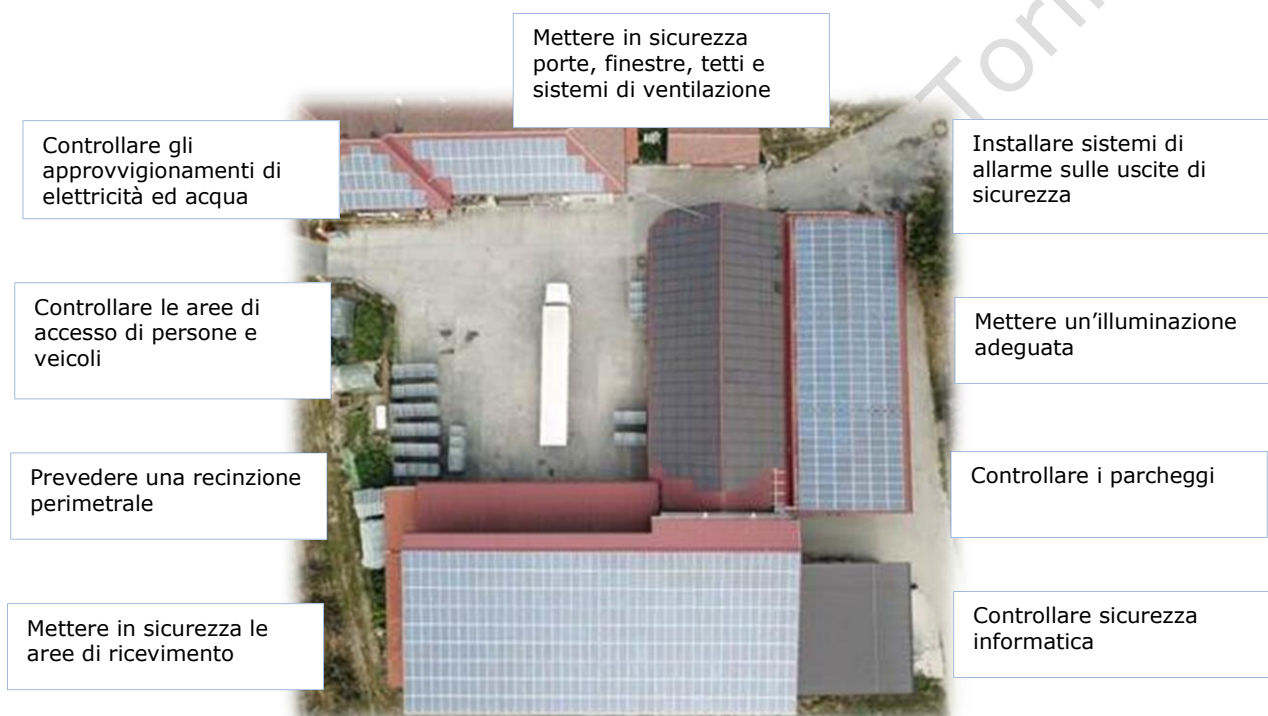 Mettere in sicurezza
porte, finestre, tetti e
sistemi di ventilazione
Controllare gli
approvvigionamenti di
elettricità ed acqua
Installare sistemi di
allarme sulle uscite di
sicurezza
Controllare le aree di
accesso di persone e
veicoli
Mettere un’illuminazione
adeguata
Prevedere una recinzione
perimetrale
Controllare i parcheggi
Mettere in sicurezza le
aree di ricevimento
Controllare sicurezza
informatica